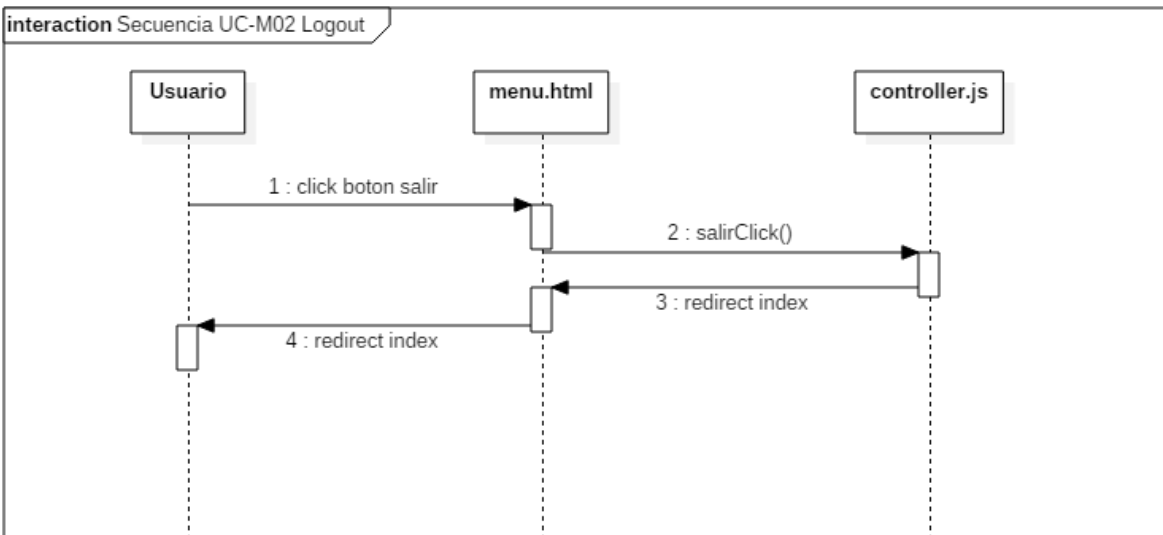 interaction Secuencia UC-M02 Logout
Usuario
menu.html
controller.js
1 : click boton salir
2 : salirClick()
3 : redirect index
4 : redirect index